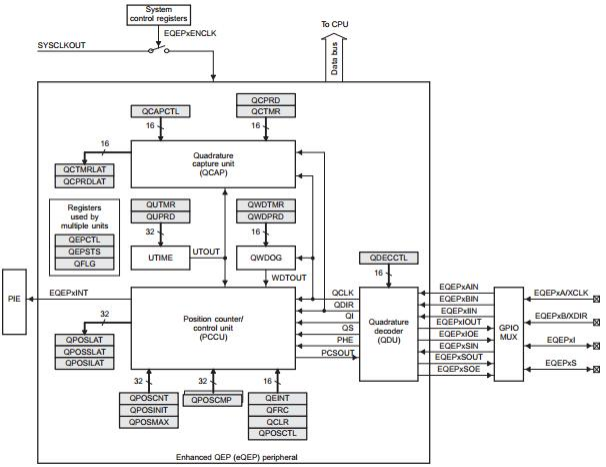 System
control registers
To CPU
EQEPxENCLK
SYSCLKOUT
Data bus
QCPRD
QCAPCTL
QCTMR
16
16
16
Quadrature
capture unit
(QCAP)
QCTMRLAT
QCPRDLAT
Registers
used by
multiple units
QEPCTL
QEPSTS
QFLG
QUTMR
QUPRD
32
QWDTMR
QWDPRD
16
UTIME
UTOUT
QWDOG
WDTOUT
QDECCTL
16
PIE
EQEPxINT
32
Position counter/
control unit
(PCCU)
QCLK
QDIR
QI
QS
PHE
PCSOUT
Quadrature
decoder
(QDU)
EQEPxAIN
EQEPxBIN
EQEPxIIN
EQEPxIOUT
EQEPxIOE
EQEPxSIN
EQEPxSOUT
EQEPxSOE
GPIO
MUX
EQEPxA/XCLK
EQEPxB/XDIR
EQEPxI
EQEPxS
QPOSLAT
QPOSSLAT
QPOSILAT
32
32
16
QPOSCNT
QPOSINIT
QPOSMAX
QPOSCMP
QEINT
QFRC
QCLR
QPOSCTL
Enhanced QEP (eQEP) peripheral